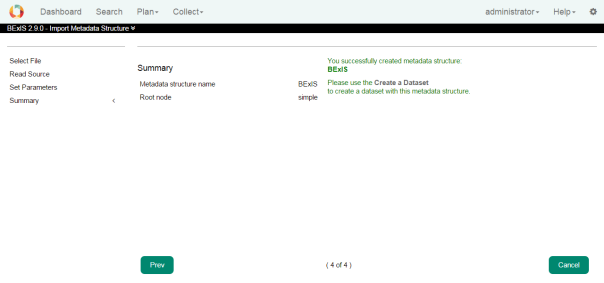 Dashboard Search Plan Collect administrator Help
BExIS 2.9.0 - Import Metadata Structure
Select File
Read Source
Set Parameters
Summary <
Summary
Metadata structure name BExIS
Root node simple
You successfully created metadata structure:
BExIS
Please use the Create a Dataset
to create a dataset with this metadata structure.
Prev ( 4 of 4 ) Cancel